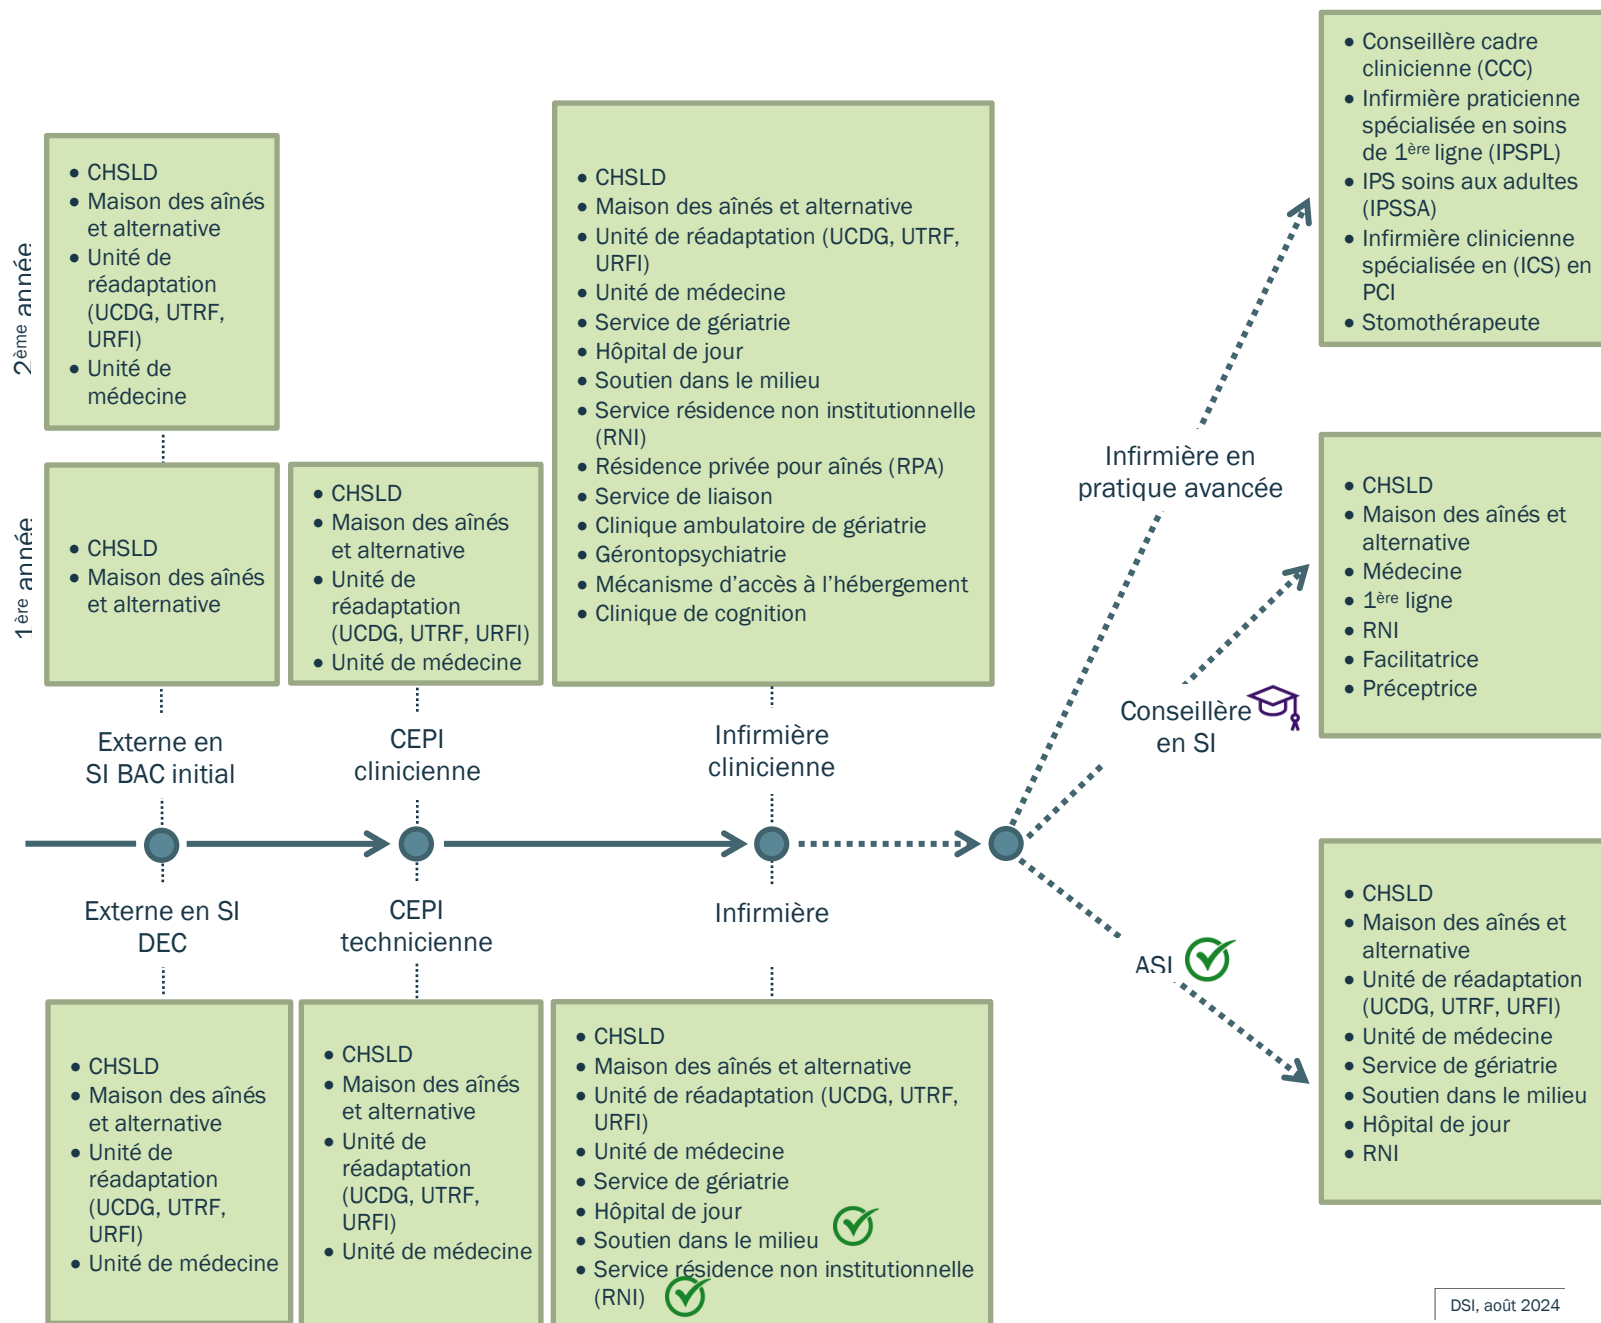 2ème année
CHSLD
Maison des aînés
et alternative
Unité de
réadaptation
(UCDG, UTRF,
URFI)
Unité de
médecine
1ère année
CHSLD
Maison des aînés
et alternative
CHSLD
Maison des aînés
et alternative
Unité de
réadaptation
(UCDG, UTRF, URFI)
Unité de médecine
CHSLD
Maison des aînés et alternative
Unité de réadaptation (UCDG, UTRF,
URFI)
Unité de médecine
Service de gériatrie
Hôpital de jour
Soutien dans le milieu
Service résidence non institutionnelle
(RNI)
Résidence privée pour aînés (RPA)
Service de liaison
Clinique ambulatoire de gériatrie
Gérontopsychiatrie
Mécanisme d'accès à l'hébergement
Clinique de cognition
Externe en
SI BAC initial
CEPI
clinicienne
Infirmière
clinicienne
Externe en SI
DEC
CEPI
technicienne
Infirmière
CHSLD
Maison des aînés
et alternative
Unité de
réadaptation
(UCDG, UTRF,
URFI)
Unité de médecine
CHSLD
Maison des aînés
et alternative
Unité de
réadaptation
(UCDG, UTRF,
URFI)
Unité de médecine
CHSLD
Maison des aînés et alternative
Unité de réadaptation (UCDG, UTRF,
URFI)
Unité de médecine
Service de gériatrie
Hôpital de jour
Soutien dans le milieu
Service résidence non institutionnelle
(RNI)
Infirmière en
pratique avancée
Conseillère cadre
clinicienne (CCC)
Infirmière praticienne
spécialisée en soins
de 1ère ligne (IPSPL)
IPS soins aux adultes
(IPSSA)
Infirmière clinicienne
spécialisée en (ICS) en
PCI
Stomothérapeute
Conseillère
en SI
CHSLD
Maison des aînés et
alternative
Médecine
1ère ligne
RNI
Facilitatrice
Préceptrice
ASI
CHSLD
Maison des aînés et
alternative
Unité de réadaptation
(UCDG, UTRF, URFI)
Unité de médecine
Service de gériatrie
Soutien dans le milieu
Hôpital de jour
RNI
DSI, août 2024